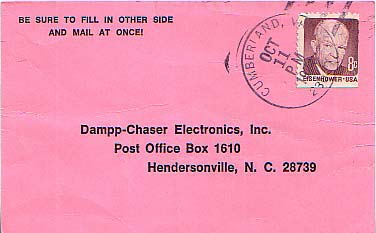 BE SURE TO FILL IN OTHER SIDE
AND MAIL AT ONCE!
CUMBERLAND,
OCT
11
PM
8¢
EISENHOWER·USA
Dampp-Chaser Electronics, Inc.
Post Office Box 1610
Hendersonville, N. C. 28739